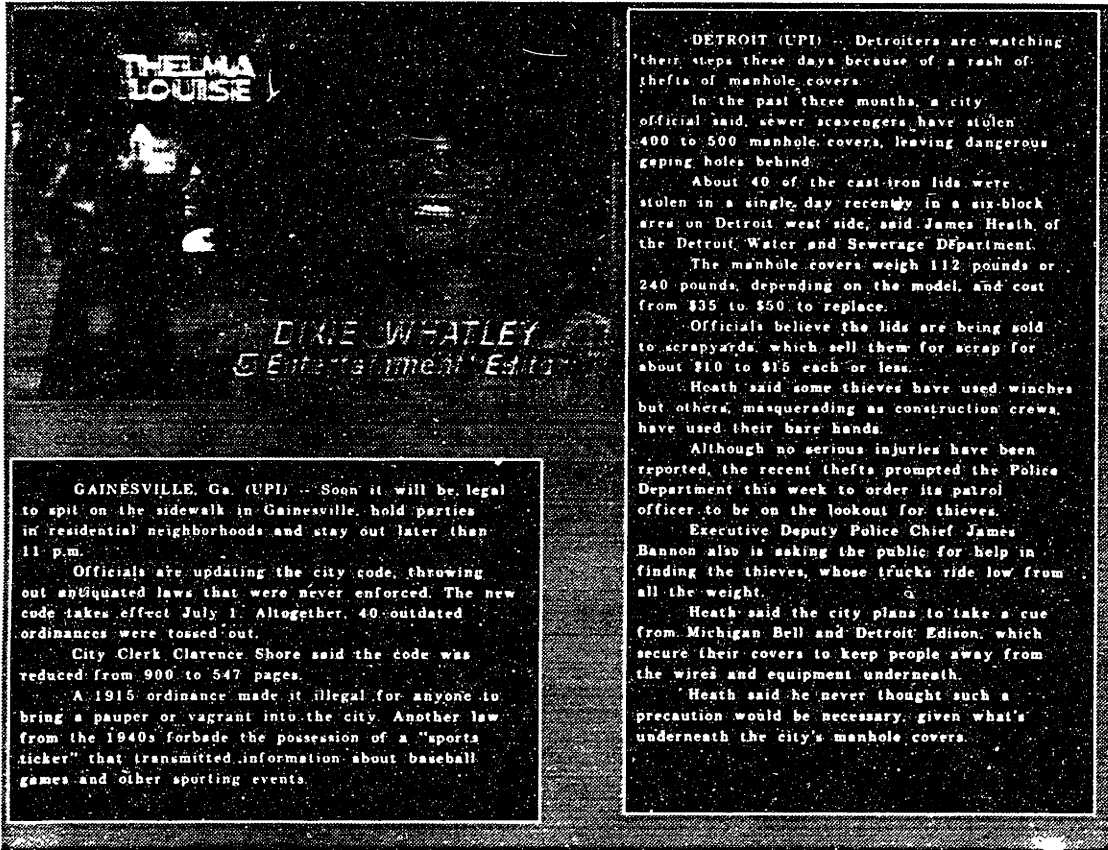 THELMA
LOUISE
DIXIE WHATLEY
Entertainment Editor
GAINESVILLE, Ga. (UPI) -- Soon it will be legal
to spit on the sidewalk in Gainesville, hold parties
in residential neighborhoods and stay out later than
11 p.m.
Officials are updating the city code, throwing
out antiquated laws that were never enforced. The new
code takes effect July 1. Altogether, 40 outdated
ordinances were tossed out.
City Clerk Clarence Shore said the code was
reduced from 900 to 547 pages.
A 1915 ordinance made it illegal for anyone to
bring a pauper or vagrant into the city. Another law
from the 1940s forbade the possession of a "sports
ticker" that transmitted information about baseball
games and other sporting events.
DETROIT (UPI) -- Detroiters are watching
their steps these days because of a rash of
thefts of manhole covers.
In the past three months, a city
official said, sewer scavengers have stolen
400 to 500 manhole covers, leaving dangerous
gaping holes behind.
About 40 of the cast-iron lids were
stolen in a single day recently in a six-block
area on Detroit west side, said James Heath of
the Detroit Water and Sewerage Department.
The manhole covers weigh 112 pounds or
240 pounds, depending on the model, and cost
from $35 to $50 to replace.
Officials believe the lids are being sold
to scrapyards, which sell them for scrap for
about $10 to $15 each or less.
Heath said some thieves have used winches
but others, masquerading as construction crews,
have used their bare hands.
Although no serious injuries have been
reported, the recent thefts prompted the Police
Department this week to order its patrol
officer to be on the lookout for thieves.
Executive Deputy Police Chief James
Bannon also is asking the public for help in
finding the thieves, whose trucks ride low from
all the weight.
Heath said the city plans to take a cue
from Michigan Bell and Detroit Edison, which
secure their covers to keep people away from
the wires and equipment underneath.
Heath said he never thought such a
precaution would be necessary, given what's
underneath the city's manhole covers.